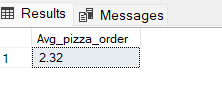 Results Messages
Avg_pizza_order
1 2.32